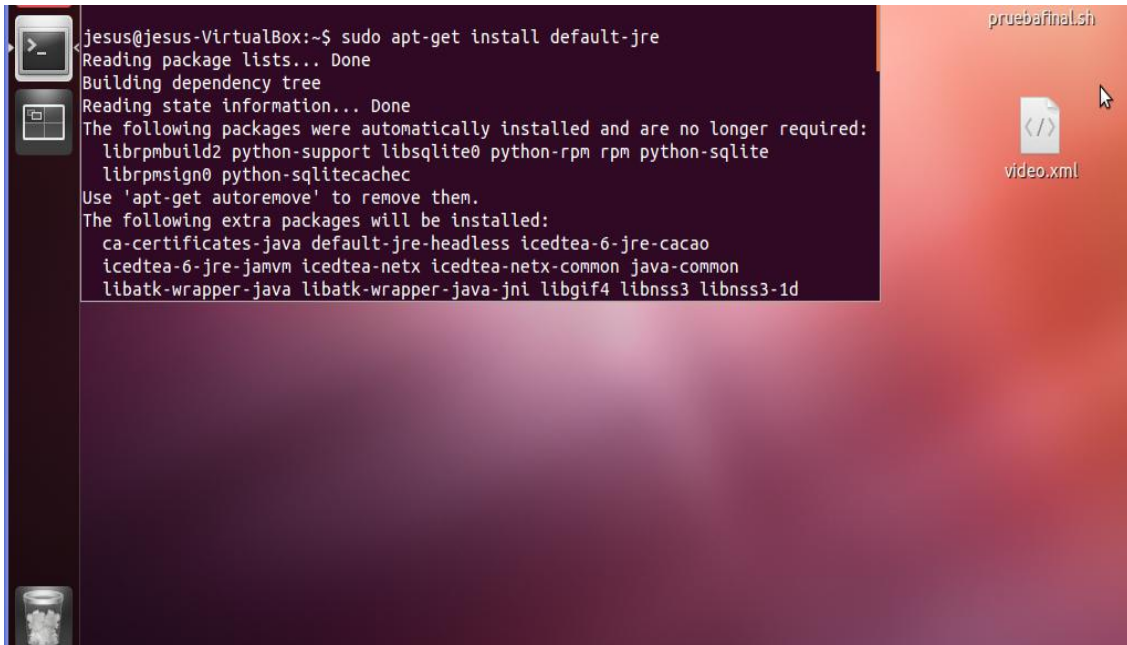 jesus@jesus-VirtualBox:~$ sudo apt-get install default-jre
Reading package lists... Done
Building dependency tree
Reading state information... Done
The following packages were automatically installed and are no longer required:
  librpmbuild2 python-support libsqlite0 python-rpm rpm python-sqlite
  librpmsign0 python-sqlitecachec
Use 'apt-get autoremove' to remove them.
The following extra packages will be installed:
  ca-certificates-java default-jre-headless icedtea-6-jre-cacao
  icedtea-6-jre-jamvm icedtea-netx icedtea-netx-common java-common
  libatk-wrapper-java libatk-wrapper-java-jni libgif4 libnss3 libnss3-1d
pruebafinal.sh
video.xml